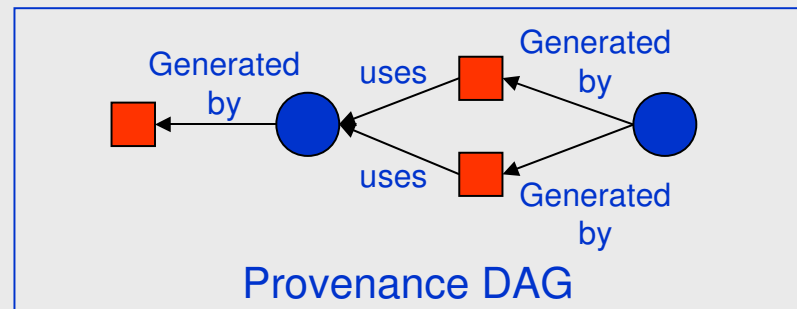 Generated
by
uses
Generated
by
uses
Generated
by
Provenance DAG